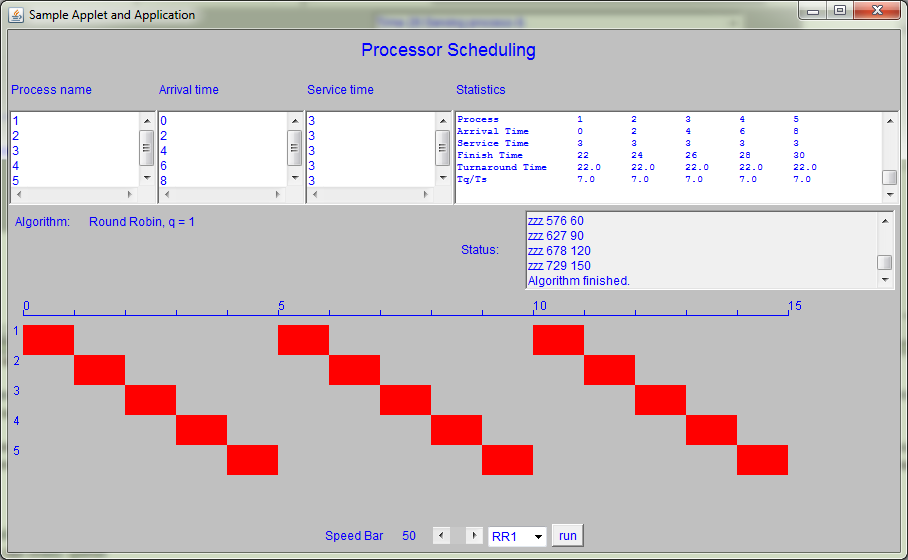 Sample Applet and Application
Processor Scheduling
Process name Arrival time Service time Statistics
1 0 3 Process 1 2 3 4 5
2 2 3 Arrival Time 0 2 4 6 8
3 4 3 Service Time 3 3 3 3 3
4 6 3 Finish Time 22 24 26 28 30
5 8 3 Turnaround Time 22.0 22.0 22.0 22.0 22.0
Tq/Ts 7.0 7.0 7.0 7.0 7.0
Algorithm: Round Robin, q = 1
Status:
zzz 576 60
zzz 627 90
zzz 678 120
zzz 729 150
Algorithm finished.
0 5 10 15
1
2
3
4
5
Speed Bar 50 RR1 run